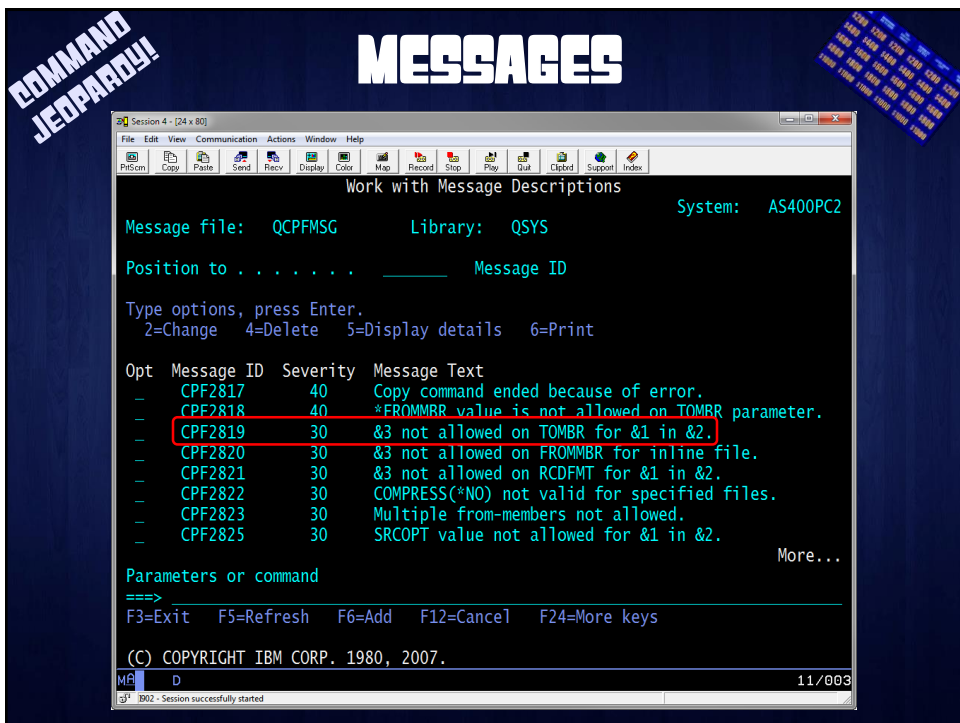 COMMAND
JEOPARDY!
MESSAGES
Session 4 - [24 x 80]
File Edit View Communication Actions Window Help
PrtScrn Copy Paste Send Recv Display Color Map Record Stop Play Quit Clipbrd Support Index
Work with Message Descriptions
System: AS400PC2
Message file: QCPFMSG Library: QSYS
Position to . . . . . . . _______ Message ID
Type options, press Enter.
2=Change 4=Delete 5=Display details 6=Print
Opt Message ID Severity Message Text
_ CPF2817 40 Copy command ended because of error.
_ CPF2818 40 *FROMMBR value is not allowed on TOMBR parameter.
_ CPF2819 30 &3 not allowed on TOMBR for &1 in &2.
_ CPF2820 30 &3 not allowed on FROMMBR for inline file.
_ CPF2821 30 &3 not allowed on RCDFMT for &1 in &2.
_ CPF2822 30 COMPRESS(*NO) not valid for specified files.
_ CPF2823 30 Multiple from-members not allowed.
_ CPF2825 30 SRCOPT value not allowed for &1 in &2.
More...
Parameters or command
===>
F3=Exit F5=Refresh F6=Add F12=Cancel F24=More keys
(C) COPYRIGHT IBM CORP. 1980, 2007.
MA D 11/003
I902 - Session successfully started